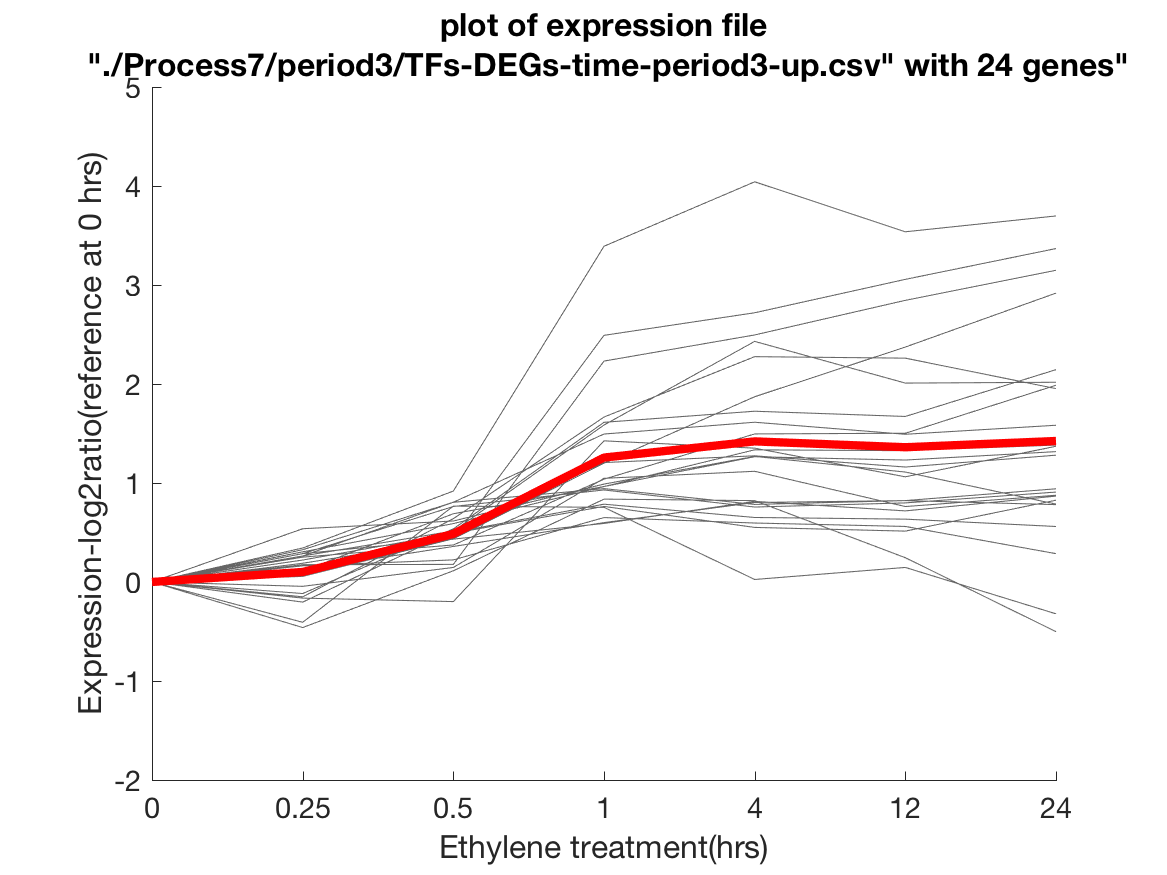 plot of expression file
"./Process7/period3/TFs-DEGs-time-period3-up.csv" with 24 genes"
5
4
3
2
1
0
-1
-2
Expression-log2ratio(reference at 0 hrs)
0 0.25 0.5 1 4 12 24
Ethylene treatment(hrs)